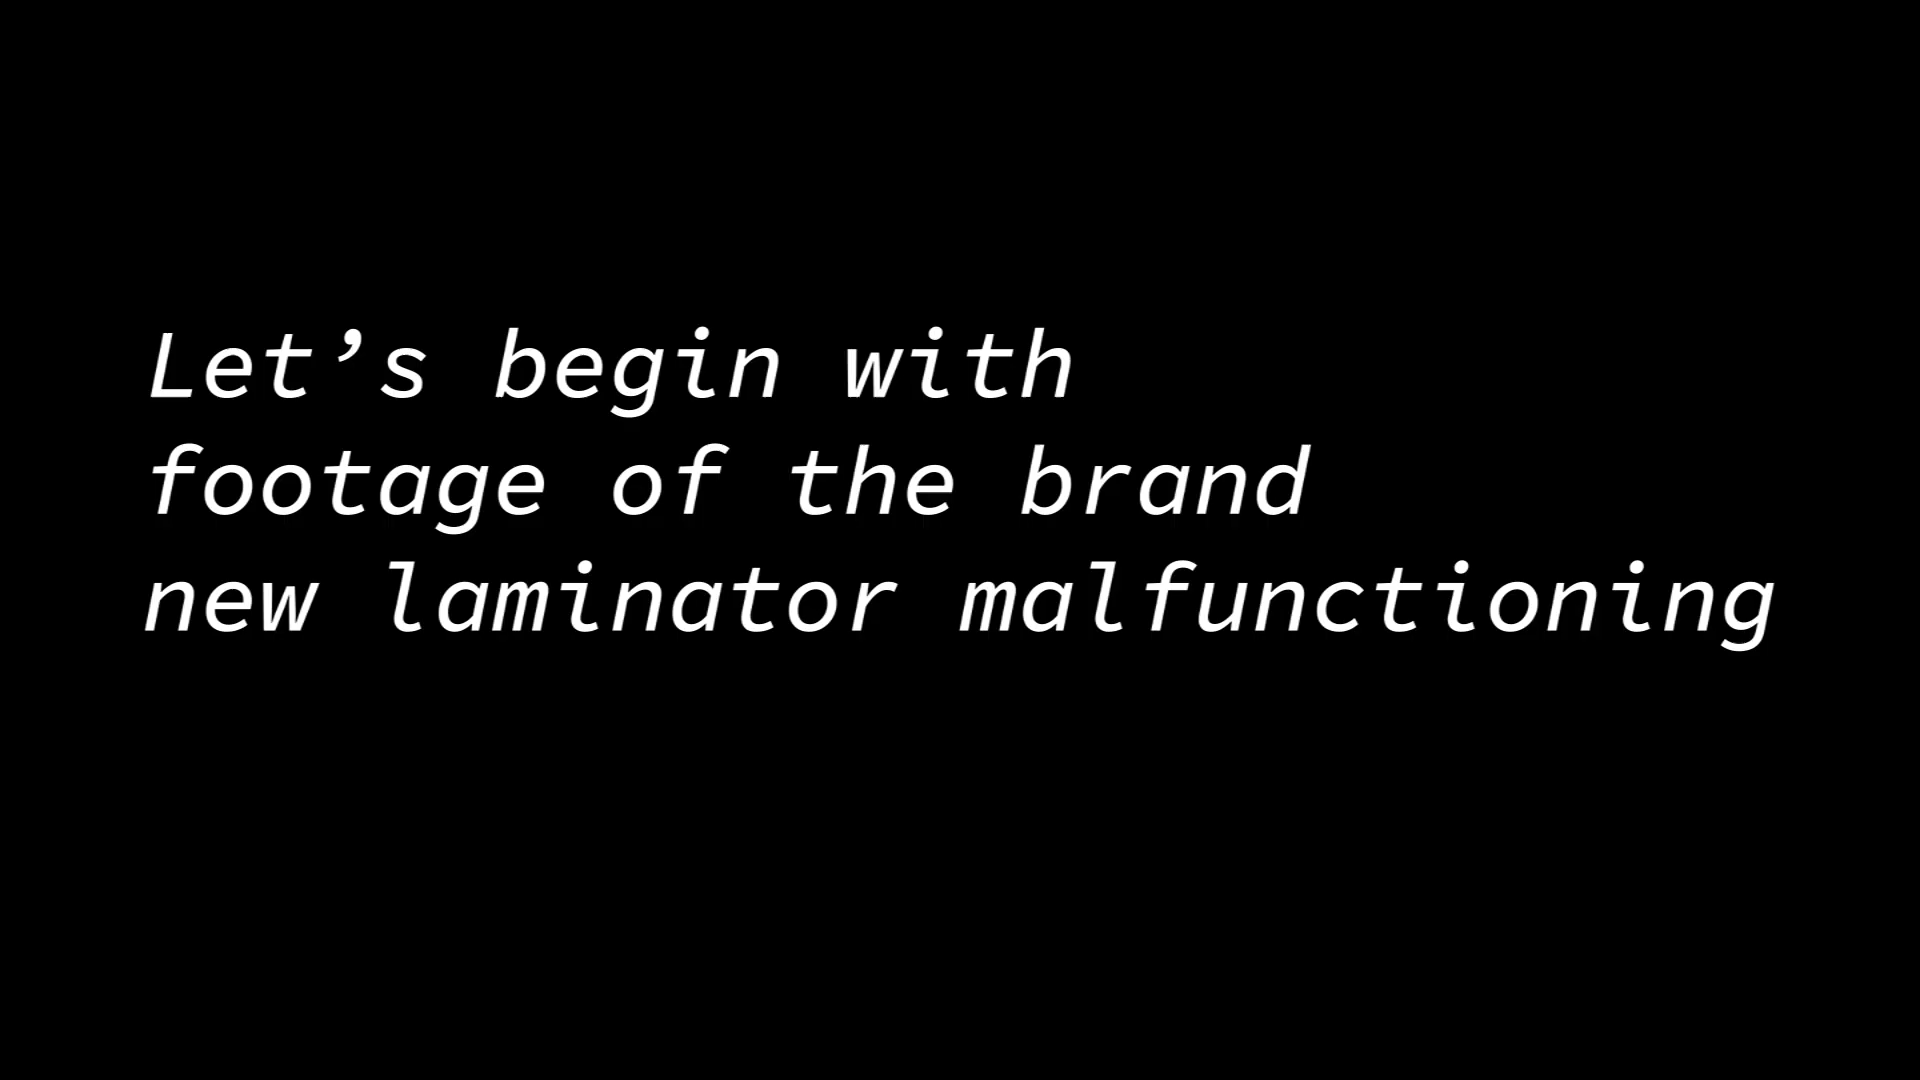 Let’s begin with
footage of the brand
new laminator malfunctioning